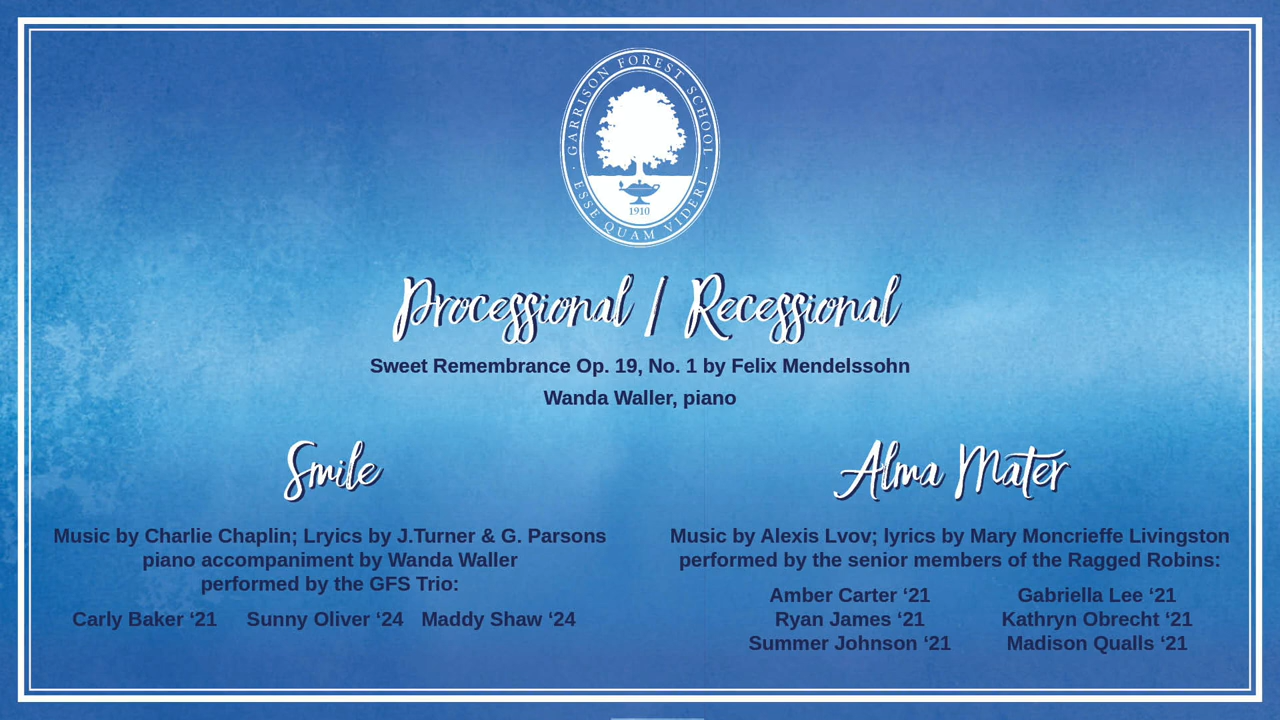 · GARRISON FOREST SCHOOL ·
ESSE QUAM VIDERI
1910
Processional / Recessional
Sweet Remembrance Op. 19, No. 1 by Felix Mendelssohn
Wanda Waller, piano
Smile
Music by Charlie Chaplin; Lryics by J.Turner & G. Parsons
piano accompaniment by Wanda Waller
performed by the GFS Trio:
Carly Baker ‘21 Sunny Oliver ‘24 Maddy Shaw ‘24
Alma Mater
Music by Alexis Lvov; lyrics by Mary Moncrieffe Livingston
performed by the senior members of the Ragged Robins:
Amber Carter ‘21 Gabriella Lee ‘21
Ryan James ‘21 Kathryn Obrecht ‘21
Summer Johnson ‘21 Madison Qualls ‘21